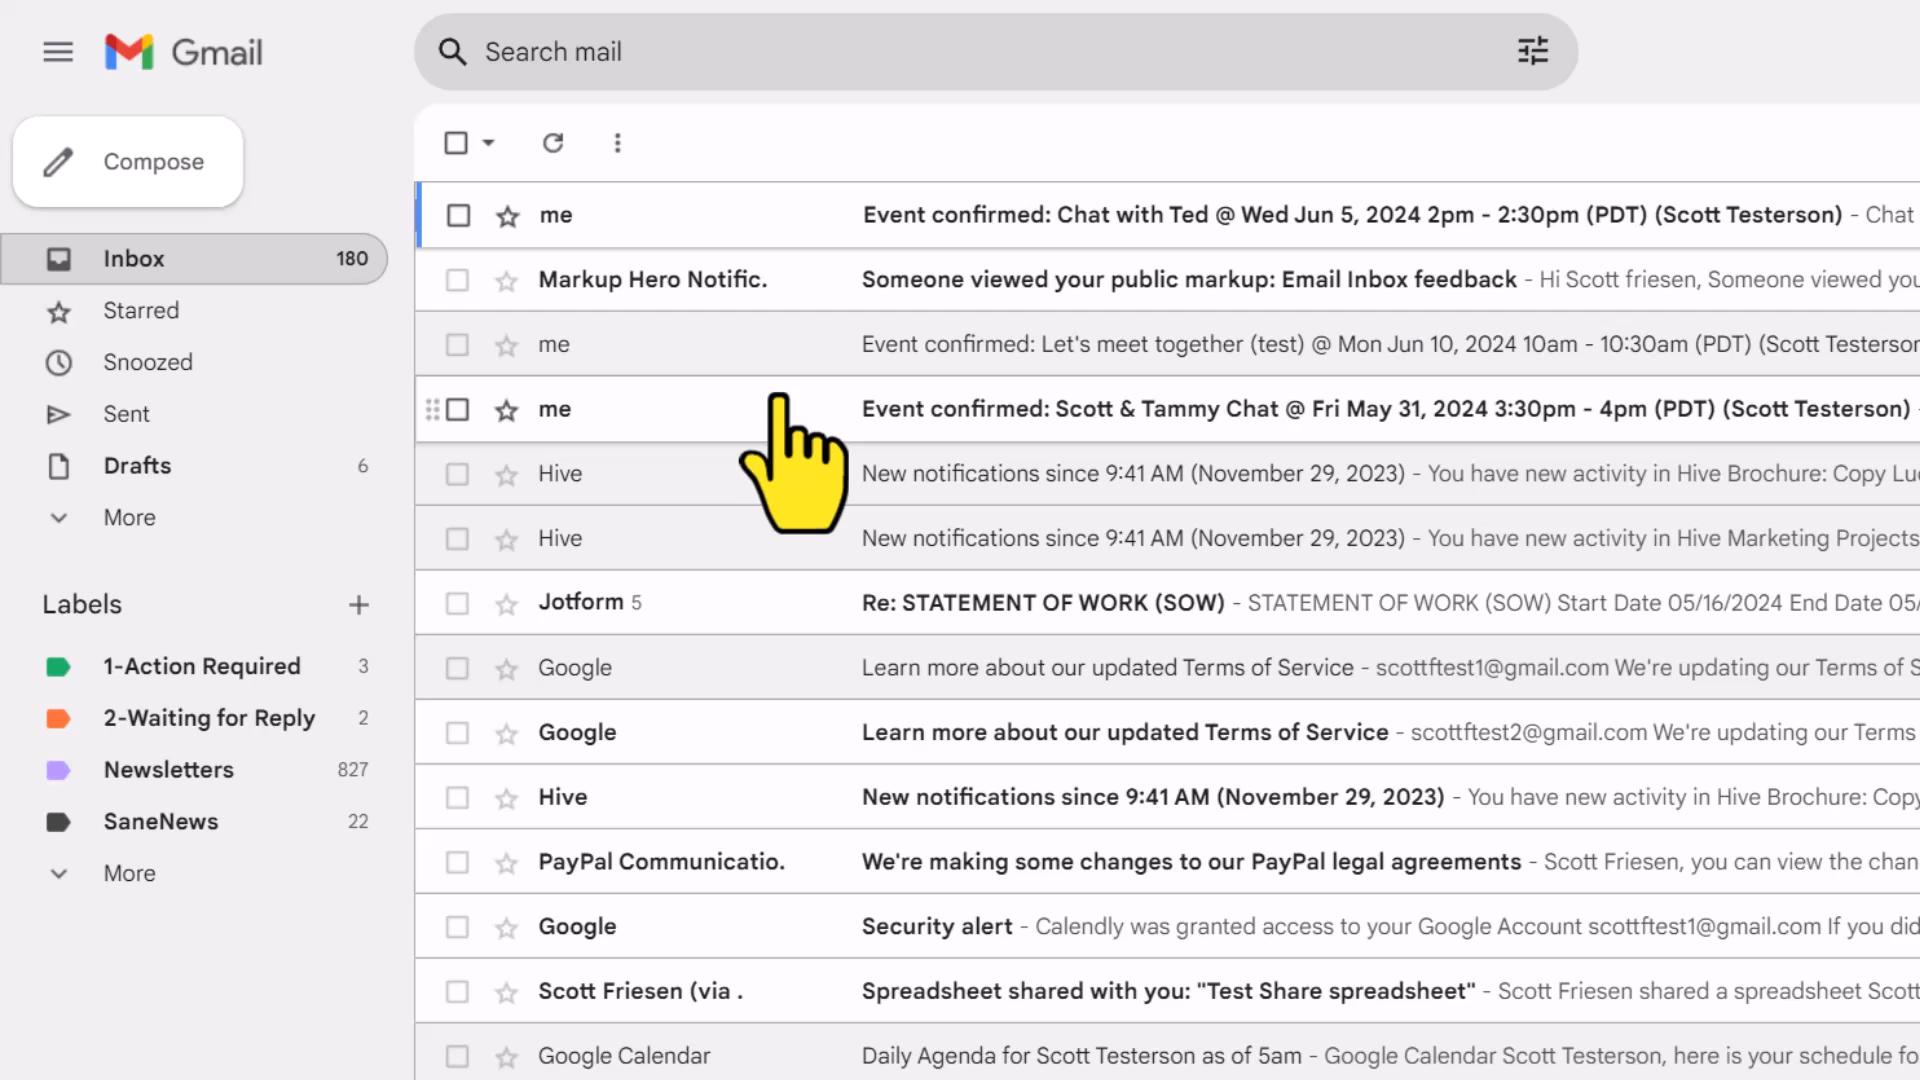 Gmail
Search mail
Compose
Inbox 180
Starred
Snoozed
Sent
Drafts 6
More
Labels
1-Action Required 3
2-Waiting for Reply 2
Newsletters 827
SaneNews 22
More
me Event confirmed: Chat with Ted @ Wed Jun 5, 2024 2pm - 2:30pm (PDT) (Scott Testerson) - Chat
Markup Hero Notific. Someone viewed your public markup: Email Inbox feedback - Hi Scott friesen, Someone viewed you
me Event confirmed: Let's meet together (test) @ Mon Jun 10, 2024 10am - 10:30am (PDT) (Scott Testerson
me Event confirmed: Scott & Tammy Chat @ Fri May 31, 2024 3:30pm - 4pm (PDT) (Scott Testerson) -
Hive New notifications since 9:41 AM (November 29, 2023) - You have new activity in Hive Brochure: Copy Luc
Hive New notifications since 9:41 AM (November 29, 2023) - You have new activity in Hive Marketing Projects
Jotform 5 Re: STATEMENT OF WORK (SOW) - STATEMENT OF WORK (SOW) Start Date 05/16/2024 End Date 05/
Google Learn more about our updated Terms of Service - scottftest1@gmail.com We're updating our Terms of S
Google Learn more about our updated Terms of Service - scottftest2@gmail.com We're updating our Terms
Hive New notifications since 9:41 AM (November 29, 2023) - You have new activity in Hive Brochure: Copy
PayPal Communicatio. We're making some changes to our PayPal legal agreements - Scott Friesen, you can view the chan
Google Security alert - Calendly was granted access to your Google Account scottftest1@gmail.com If you did
Scott Friesen (via . Spreadsheet shared with you: "Test Share spreadsheet" - Scott Friesen shared a spreadsheet Scott
Google Calendar Daily Agenda for Scott Testerson as of 5am - Google Calendar Scott Testerson, here is your schedule fo